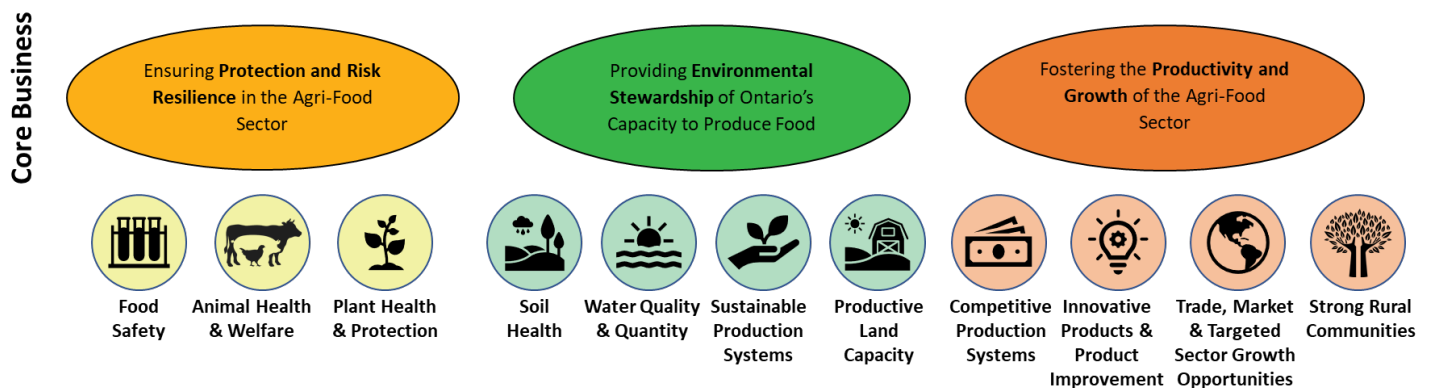 Core Business
Ensuring Protection and Risk
Resilience in the Agri-Food
Sector
Providing Environmental
Stewardship of Ontario's
Capacity to Produce Food
Fostering the Productivity and
Growth of the Agri-Food
Sector
Food
Safety
Animal Health
& Welfare
Plant Health
& Protection
Soil
Health
Water Quality
& Quantity
Sustainable
Production
Systems
Productive
Land
Capacity
Competitive
Production
Systems
Innovative
Products &
Product
Improvement
Trade, Market
& Targeted
Sector Growth
Opportunities
Strong Rural
Communities